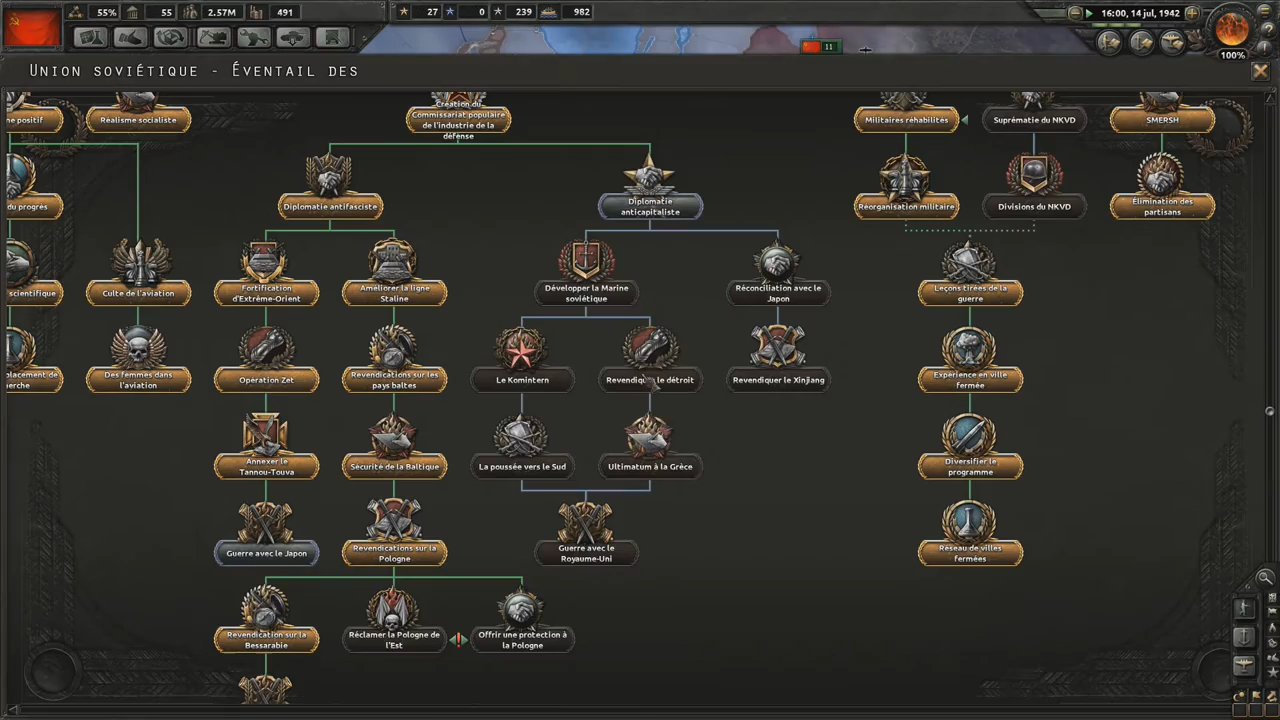 55%
55
2.57M
491
27
0
239
982
16:00, 14 jul, 1942
11
100%
UNION SOVIÉTIQUE - ÉVENTAIL DES
ne positif
Réalisme socialiste
Création du
Commissariat populaire
de l'industrie de la
défense
Militaires réhabilités
Suprématie du NKVD
SMERSH
du progrès
Diplomatie antifasciste
Diplomatie
anticapitaliste
Réorganisation militaire
Divisions du NKVD
Élimination des
partisans
scientifique
Culte de l'aviation
Fortification
d'Extrême-Orient
Améliorer la ligne
Staline
Développer la Marine
soviétique
Réconciliation avec le
Japon
Leçons tirées de la
guerre
placement de
herche
Des femmes dans
l'aviation
Opération Zet
Revendications sur les
pays baltes
Le Komintern
Revendiquer le détroit
Revendiquer le Xinjiang
Expérience en ville
fermée
Annexer le
Tannou-Touva
Sécurité de la Baltique
La poussée vers le Sud
Ultimatum à la Grèce
Diversifier le
programme
Guerre avec le Japon
Revendications sur la
Pologne
Guerre avec le
Royaume-Uni
Réseau de villes
fermées
Revendication sur la
Bessarabie
Réclamer la Pologne de
l'Est
Offrir une protection à
la Pologne